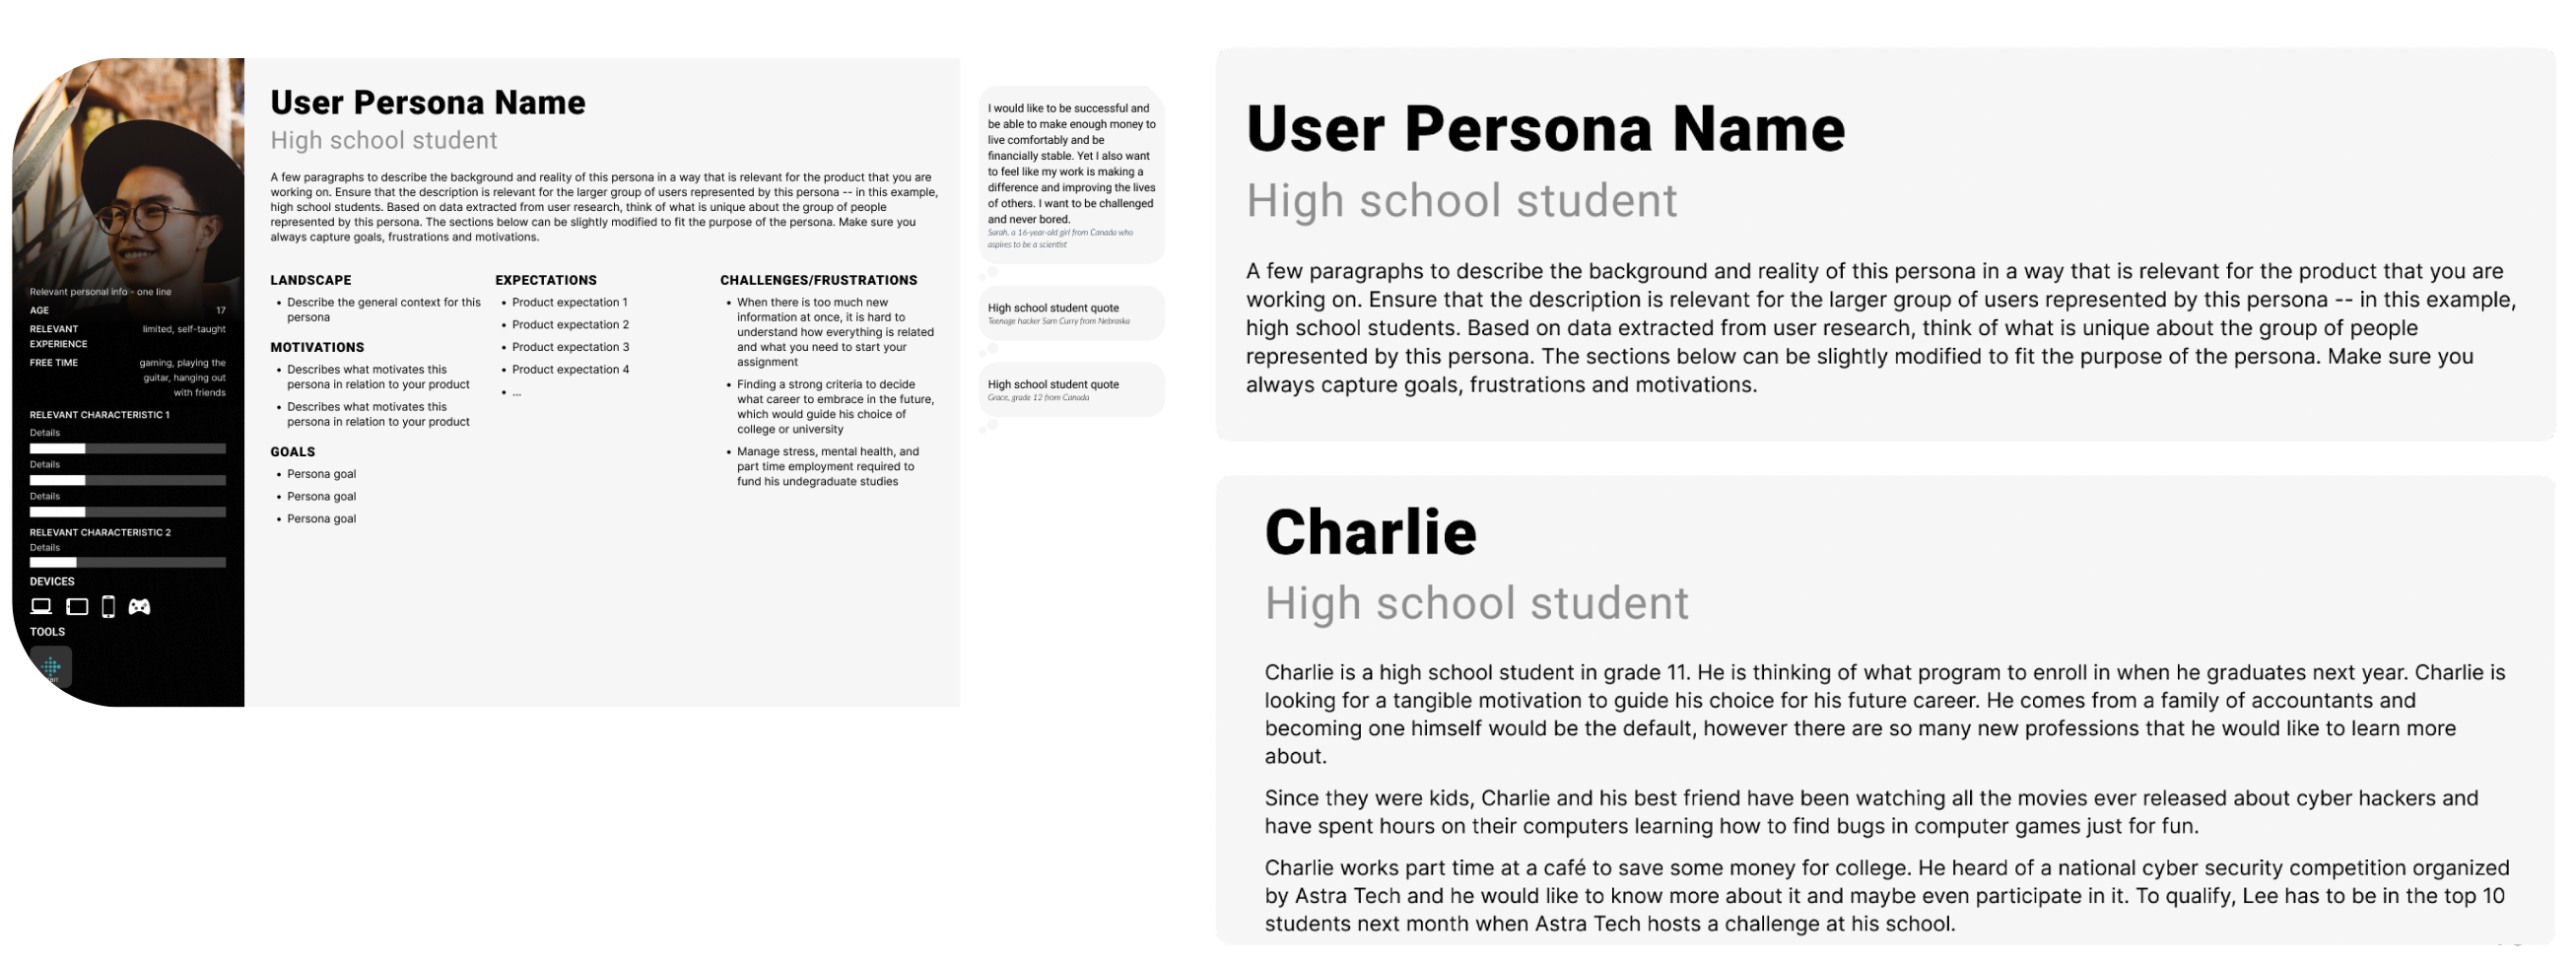 Relevant personal info - one line
AGE 17
RELEVANT EXPERIENCE limited, self-taught
FREE TIME gaming, playing the
guitar, hanging out
with friends
RELEVANT CHARACTERISTIC 1
Details
Details
Details
RELEVANT CHARACTERISTIC 2
Details
DEVICES
TOOLS
User Persona Name
High school student
A few paragraphs to describe the background and reality of this persona in a way that is relevant for the product that you are
working on. Ensure that the description is relevant for the larger group of users represented by this persona -- in this example,
high school students. Based on data extracted from user research, think of what is unique about the group of people
represented by this persona. The sections below can be slightly modified to fit the purpose of the persona. Make sure you
always capture goals, frustrations and motivations.
LANDSCAPE
• Describe the general context for this
persona
MOTIVATIONS
• Describes what motivates this
persona in relation to your product
• Describes what motivates this
persona in relation to your product
GOALS
• Persona goal
• Persona goal
• Persona goal
EXPECTATIONS
• Product expectation 1
• Product expectation 2
• Product expectation 3
• Product expectation 4
• ...
CHALLENGES/FRUSTRATIONS
• When there is too much new
information at once, it is hard to
understand how everything is related
and what you need to start your
assignment
• Finding a strong criteria to decide
what career to embrace in the future,
which would guide his choice of
college or university
• Manage stress, mental health, and
part time employment required to
fund his undegraduate studies
I would like to be successful and
be able to make enough money to
live comfortably and be
financially stable. Yet I also want
to feel like my work is making a
difference and improving the lives
of others. I want to be challenged
and never bored.
Sarah, a 16-year-old girl from Canada who
aspires to be a scientist
High school student quote
Teenage hacker Sam Curry from Nebraska
High school student quote
Grace, grade 12 from Canada
User Persona Name
High school student
A few paragraphs to describe the background and reality of this persona in a way that is relevant for the product that you are
working on. Ensure that the description is relevant for the larger group of users represented by this persona -- in this example,
high school students. Based on data extracted from user research, think of what is unique about the group of people
represented by this persona. The sections below can be slightly modified to fit the purpose of the persona. Make sure you
always capture goals, frustrations and motivations.
Charlie
High school student
Charlie is a high school student in grade 11. He is thinking of what program to enroll in when he graduates next year. Charlie is
looking for a tangible motivation to guide his choice for his future career. He comes from a family of accountants and
becoming one himself would be the default, however there are so many new professions that he would like to learn more
about.
Since they were kids, Charlie and his best friend have been watching all the movies ever released about cyber hackers and
have spent hours on their computers learning how to find bugs in computer games just for fun.
Charlie works part time at a café to save some money for college. He heard of a national cyber security competition organized
by Astra Tech and he would like to know more about it and maybe even participate in it. To qualify, Lee has to be in the top 10
students next month when Astra Tech hosts a challenge at his school.